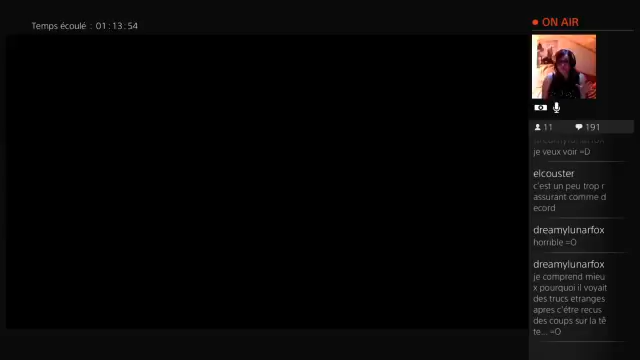 Temps écoulé : 01:13:54
ON AIR
11 191
je veux voir =D
elcouster
c'est un peu trop r
assurant comme d
ecord
dreamylunarfox
horrible =O
dreamylunarfox
je comprend mieu
x pourquoi il voyait
des trucs etranges
apres c'étre recus
des coups sur la tê
te... =O